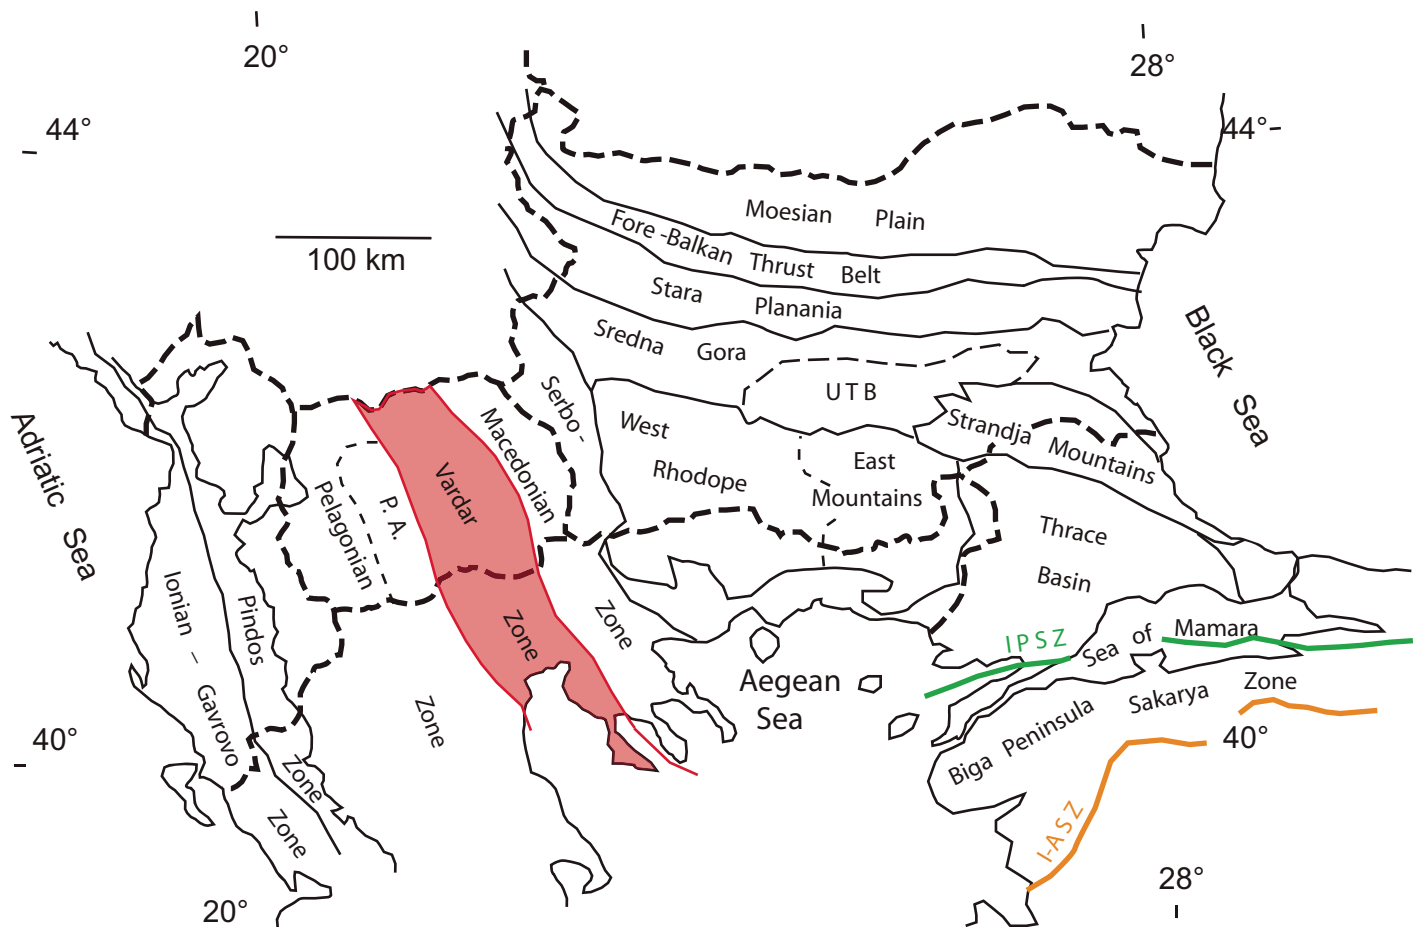 20°
28°
44°
44°
Moesian Plain
Fore-Balkan Thrust Belt
100 km
Stara Planania
Sredna Gora
Black Sea
UTB
Serbo-
Macedonian
Zone
West
Rhodope
East
Mountains
Strandja Mountains
Adriatic Sea
Vardar
Zone
P. A.
Pelagonian
Zone
Thrace
Basin
Ionian – Gavrovo
Zone
Pindos
Zone
IPSZ
Sea of Mamara
Aegean
Sea
Sakarya Zone
Biga Peninsula
40°
40°
I-ASZ
20°
28°